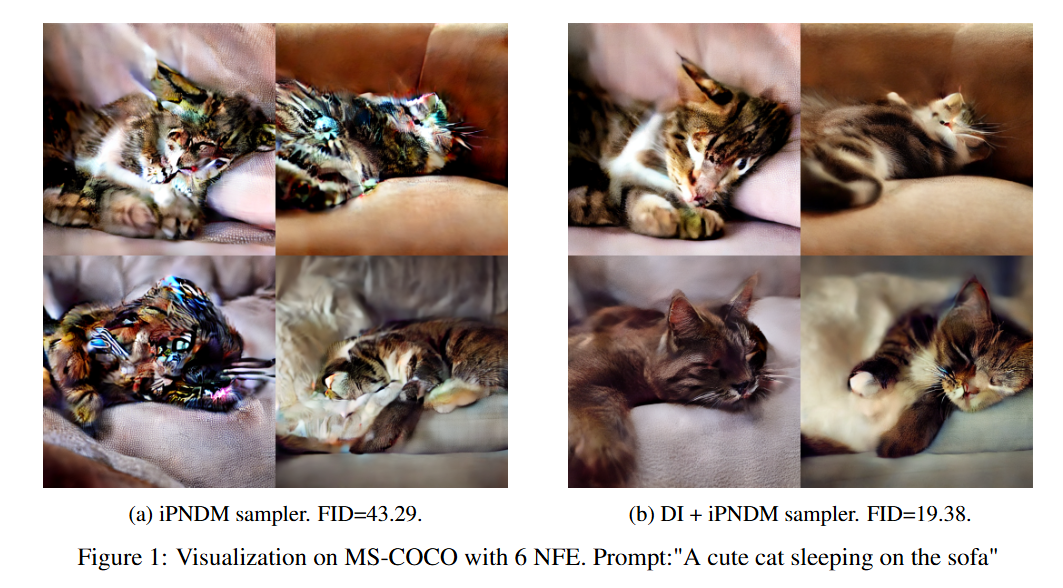 (a) iPNDM sampler. FID=43.29.
(b) DI + iPNDM sampler. FID=19.38.
Figure 1: Visualization on MS-COCO with 6 NFE. Prompt:"A cute cat sleeping on the sofa"